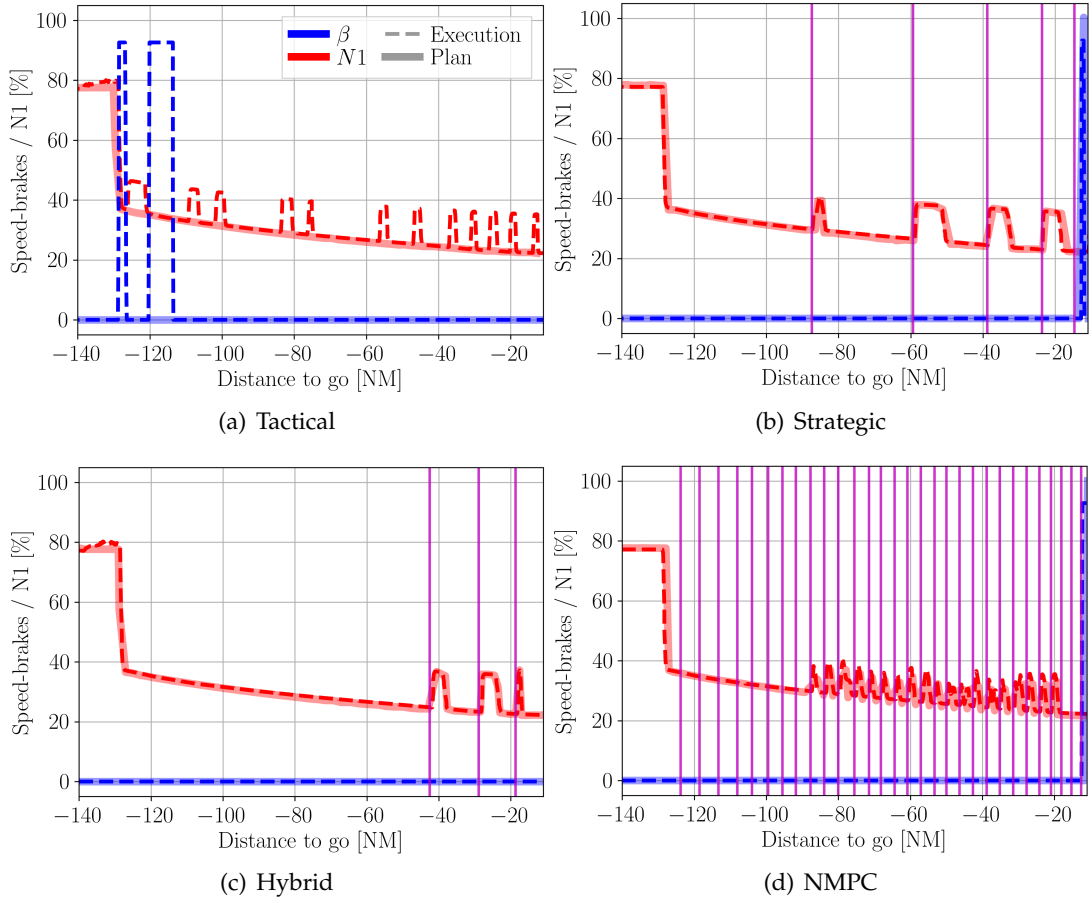 100
80
60
40
20
0
Speed-brakes / N1 [%]
β
N1
Execution
Plan
−140 −120 −100 −80 −60 −40 −20
Distance to go [NM]
(a) Tactical
100
80
60
40
20
0
Speed-brakes / N1 [%]
−140 −120 −100 −80 −60 −40 −20
Distance to go [NM]
(b) Strategic
100
80
60
40
20
0
Speed-brakes / N1 [%]
−140 −120 −100 −80 −60 −40 −20
Distance to go [NM]
(c) Hybrid
100
80
60
40
20
0
Speed-brakes / N1 [%]
−140 −120 −100 −80 −60 −40 −20
Distance to go [NM]
(d) NMPC